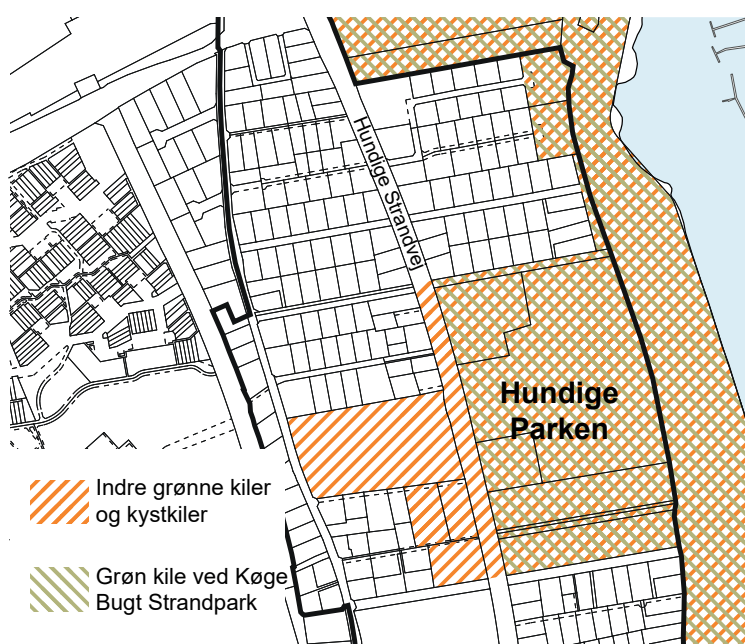 Hundige Strandvej
Hundige
Parken
Indre grønne kiler
og kystkiler
Grøn kile ved Køge
Bugt Strandpark